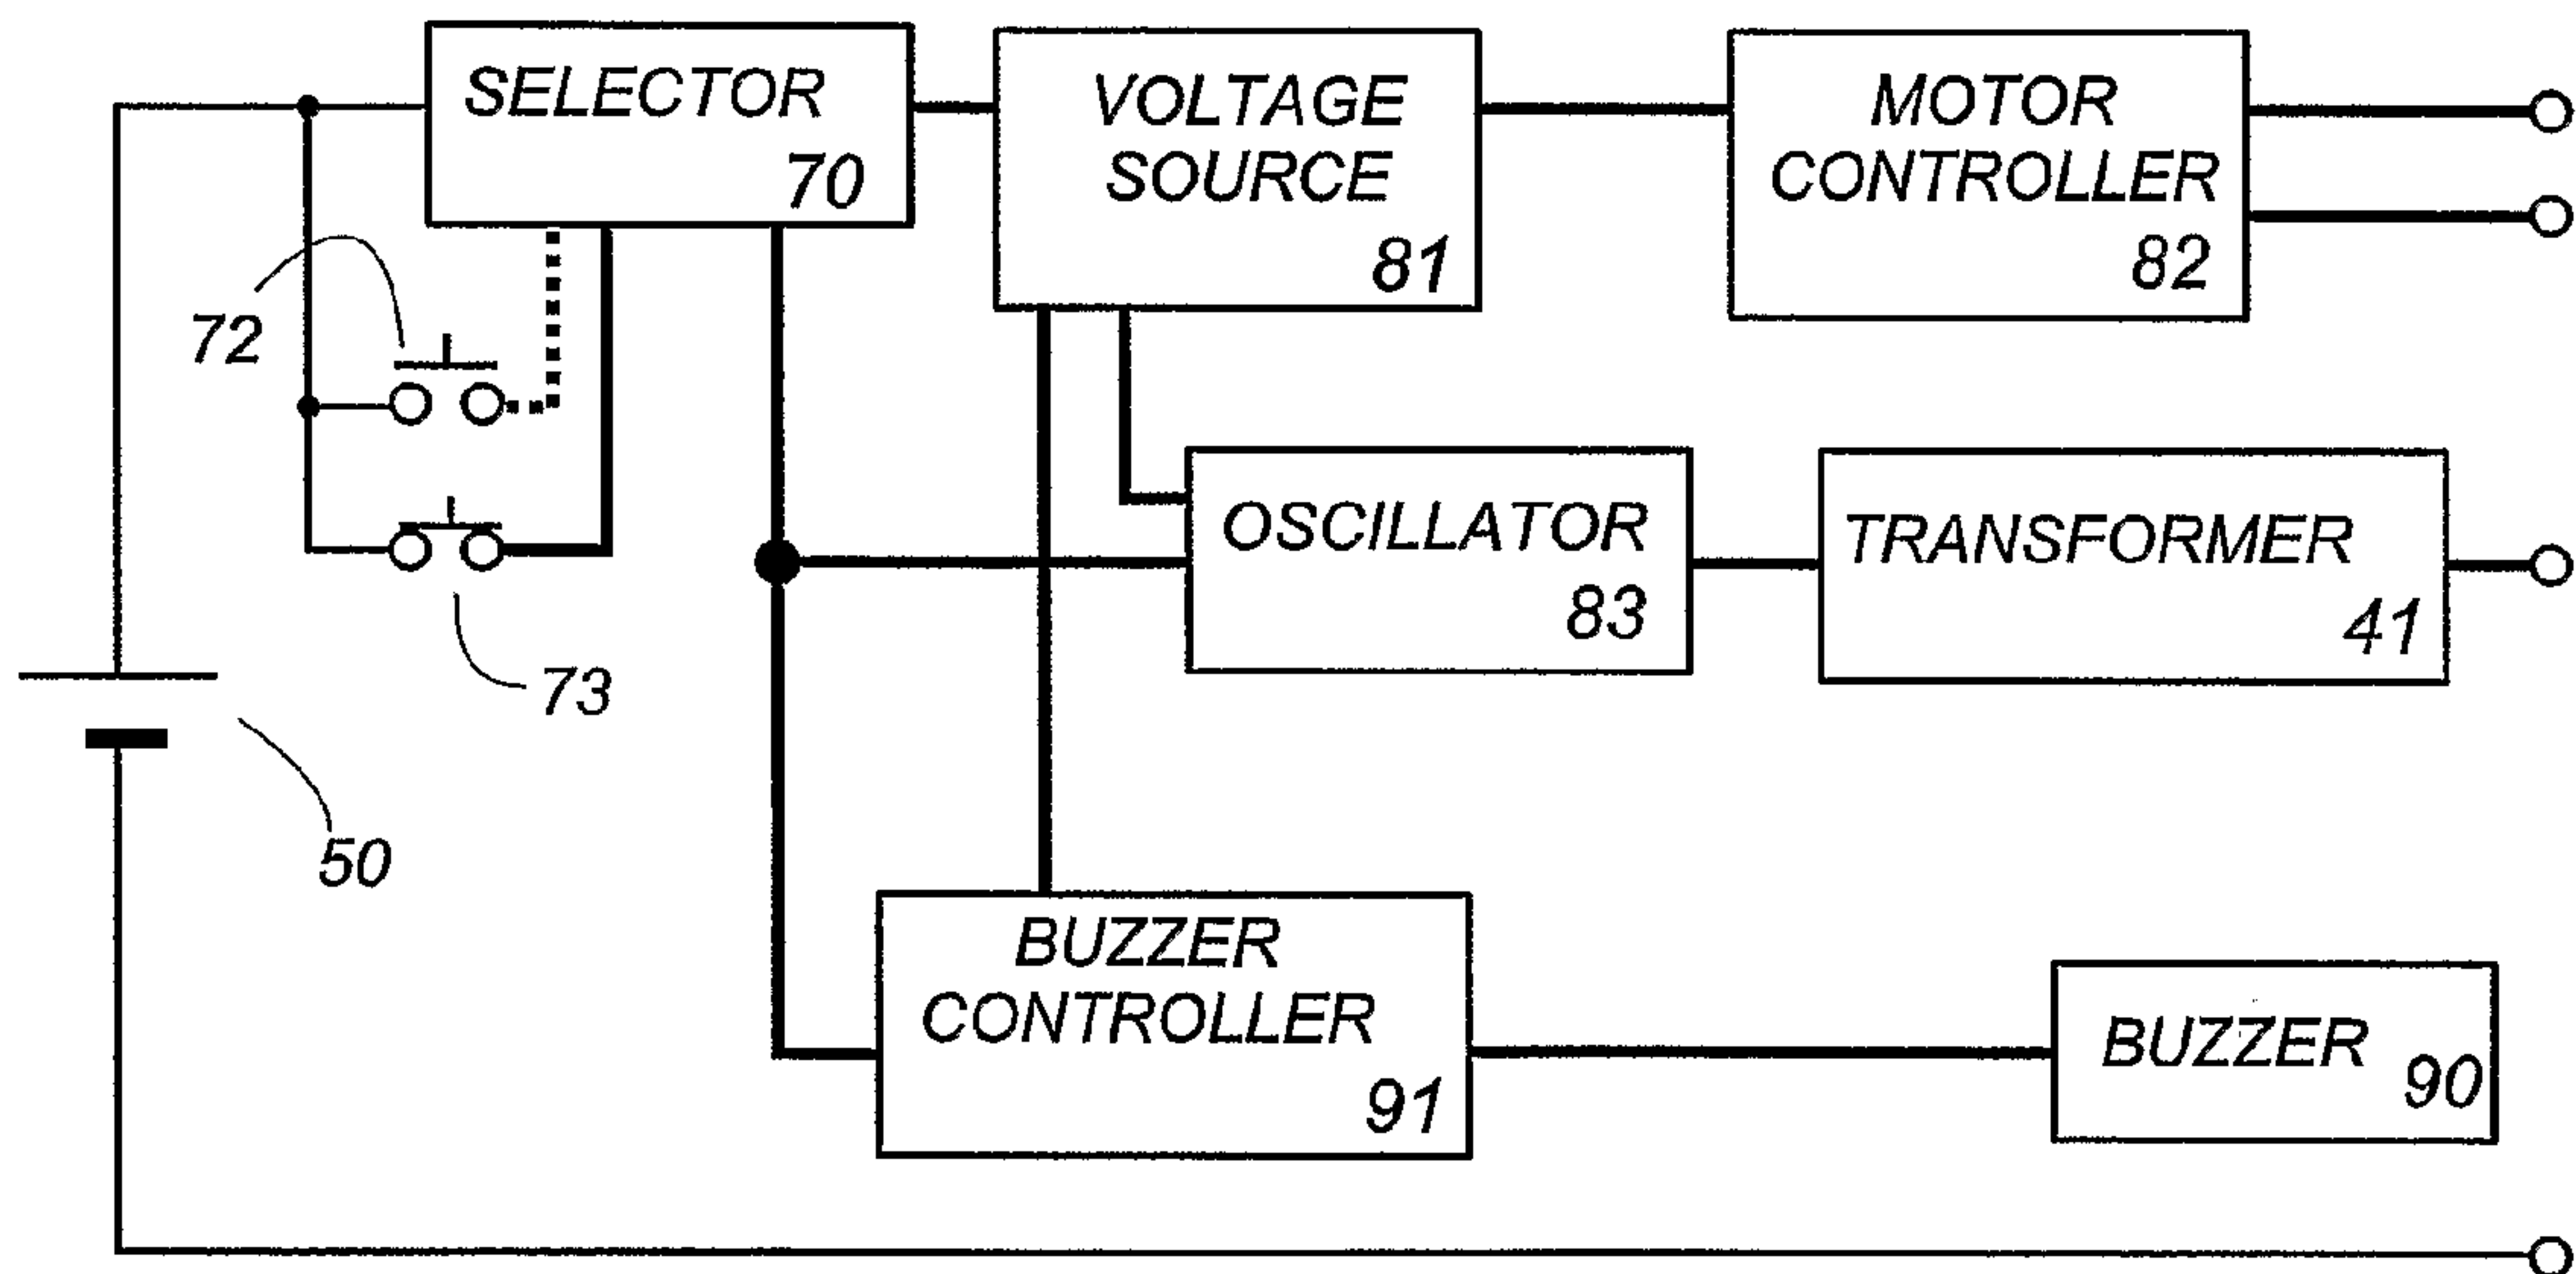 SELECTOR
70
VOLTAGE
SOURCE
81
MOTOR
CONTROLLER
82
72
73
50
OSCILLATOR
83
TRANSFORMER
41
BUZZER
CONTROLLER
91
BUZZER
90